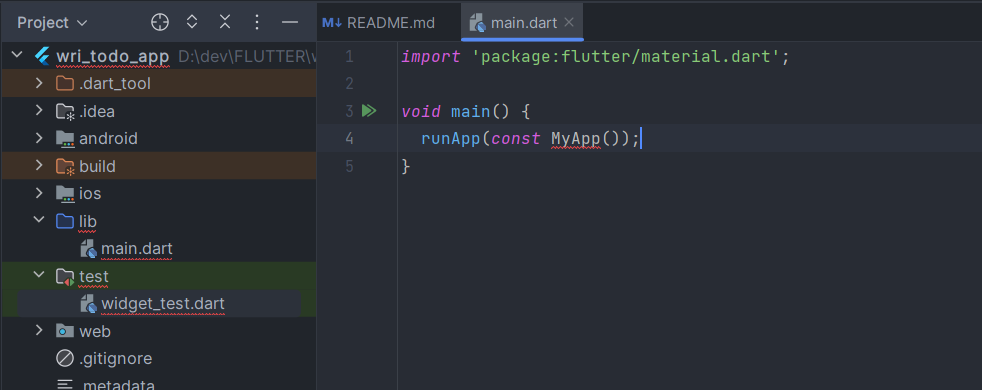 Project
README.md
main.dart
wri_todo_app D:\dev\FLUTTER\w
.dart_tool
.idea
android
build
ios
lib
main.dart
test
widget_test.dart
web
.gitignore
.metadata
1 import 'package:flutter/material.dart';
2
3 void main() {
4 runApp(const MyApp());
5 }